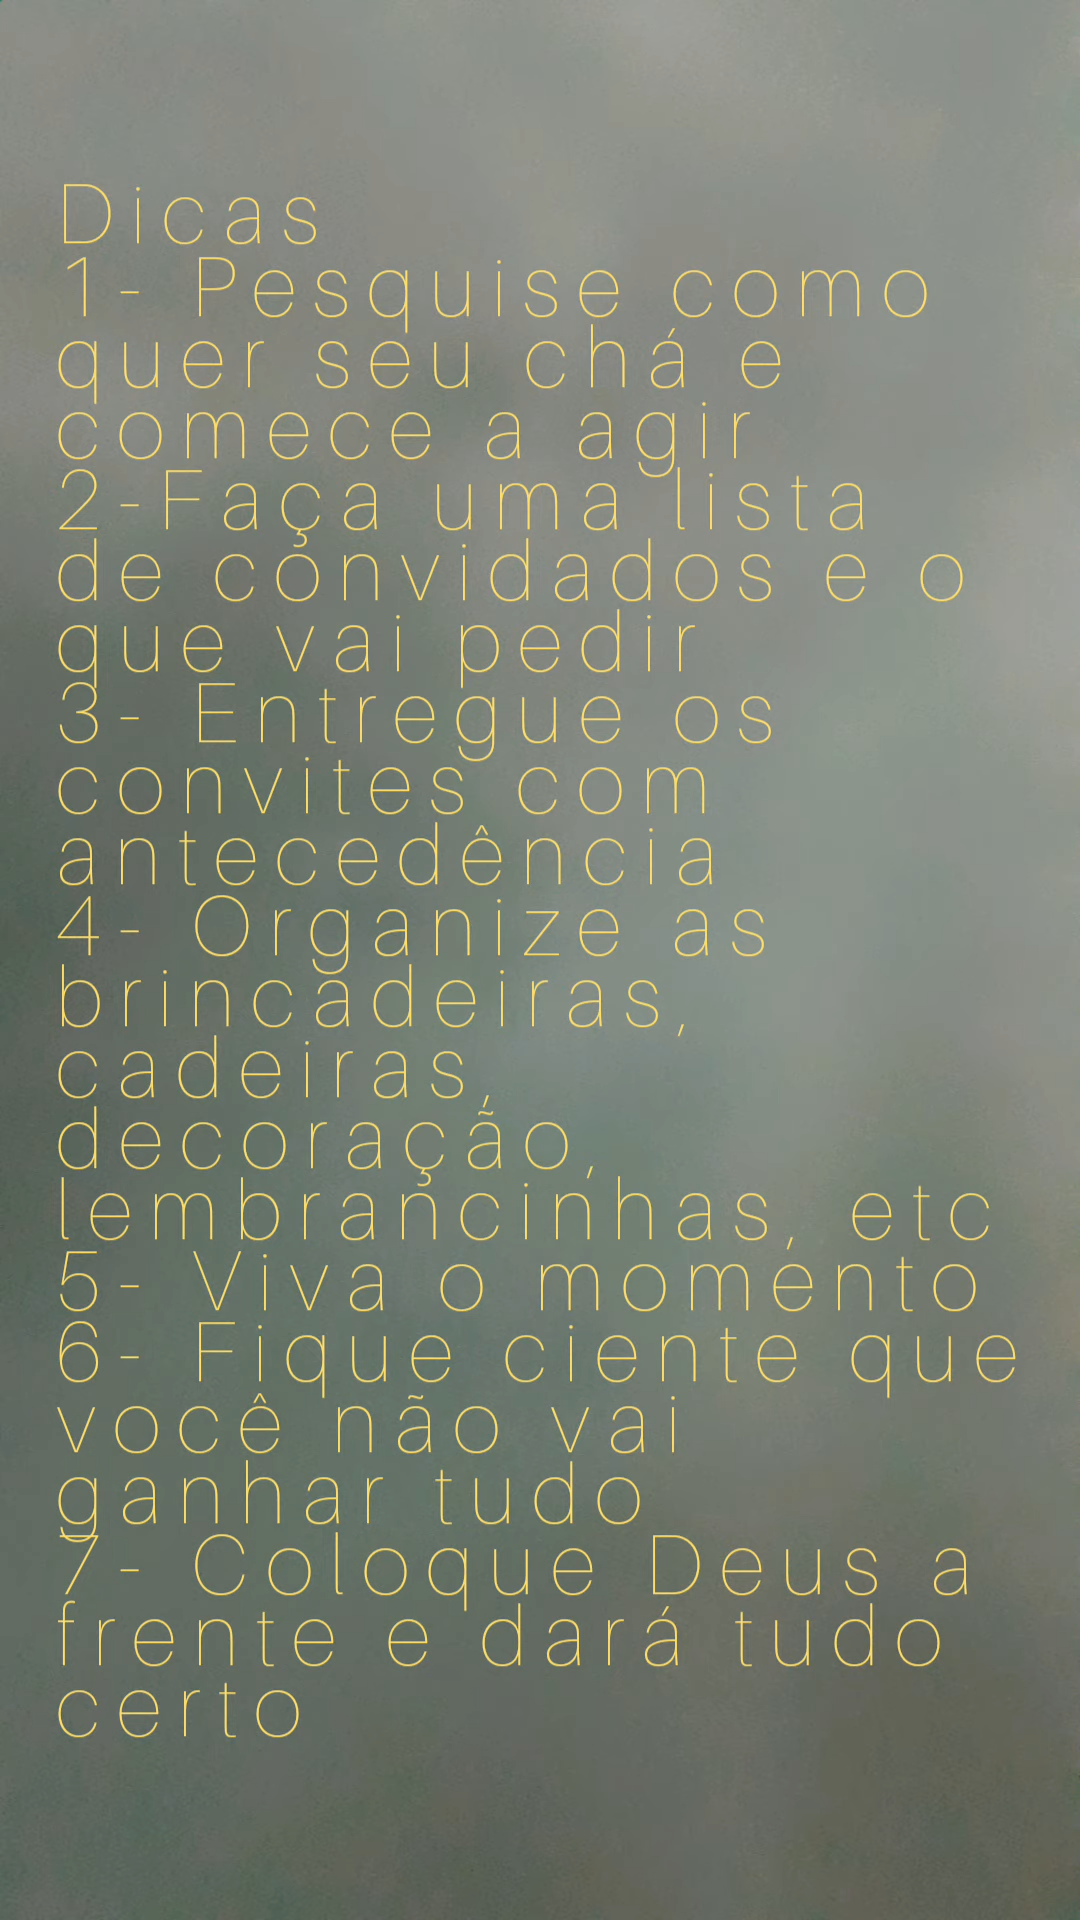 Dicas
1- Pesquise como
quer seu chá e
comece a agir
2-Faça uma lista
de convidados e o
que vai pedir
3- Entregue os
convites com
antecedência
4- Organize as
brincadeiras,
cadeiras,
decoração,
lembrancinhas, etc
5- Viva o momento
6- Fique ciente que
você não vai
ganhar tudo
7- Coloque Deus a
frente e dará tudo
certo